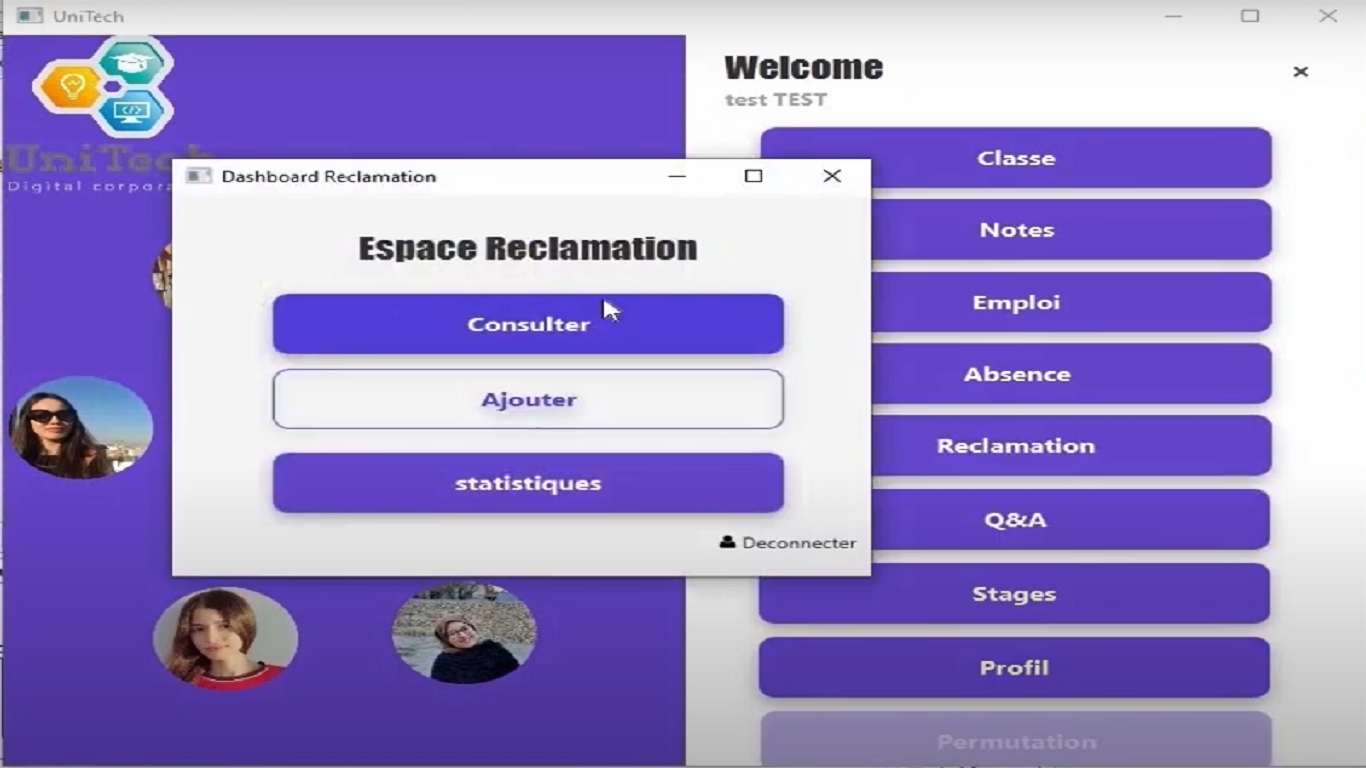 UniTech
UniTech
Digital corpora
Welcome
test TEST
Classe
Notes
Emploi
Absence
Reclamation
Q&A
Stages
Profil
Permutation
Dashboard Reclamation
Espace Reclamation
Consulter
Ajouter
statistiques
Deconnecter